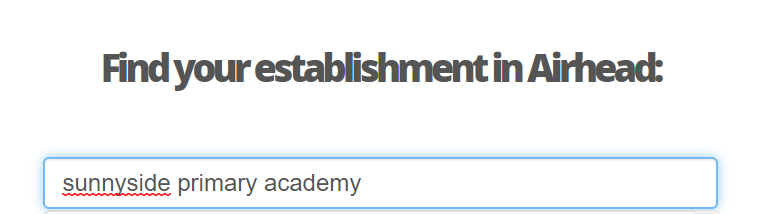 Find your establishment in Airhead:
sunnyside primary academy